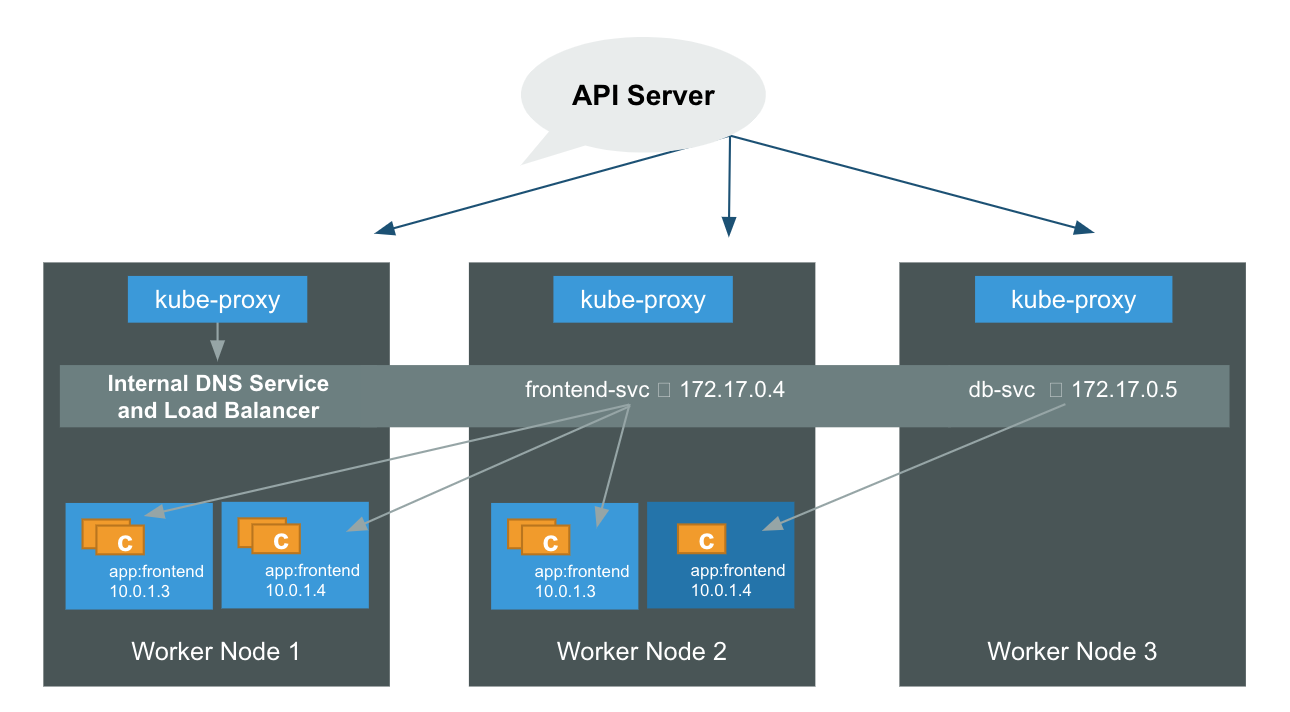 API Server
kube-proxy
kube-proxy
kube-proxy
Internal DNS Service
and Load Balancer
frontend-svc 172.17.0.4
db-svc 172.17.0.5
C
app:frontend
10.0.1.3
C
app:frontend
10.0.1.4
C
app:frontend
10.0.1.3
C
app:frontend
10.0.1.4
Worker Node 1
Worker Node 2
Worker Node 3